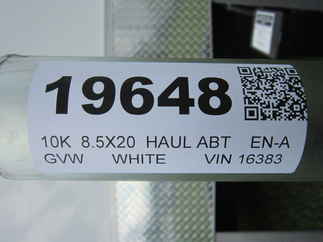 19648
10K 8.5X20 HAUL ABT EN-A
GVW WHITE VIN 16383